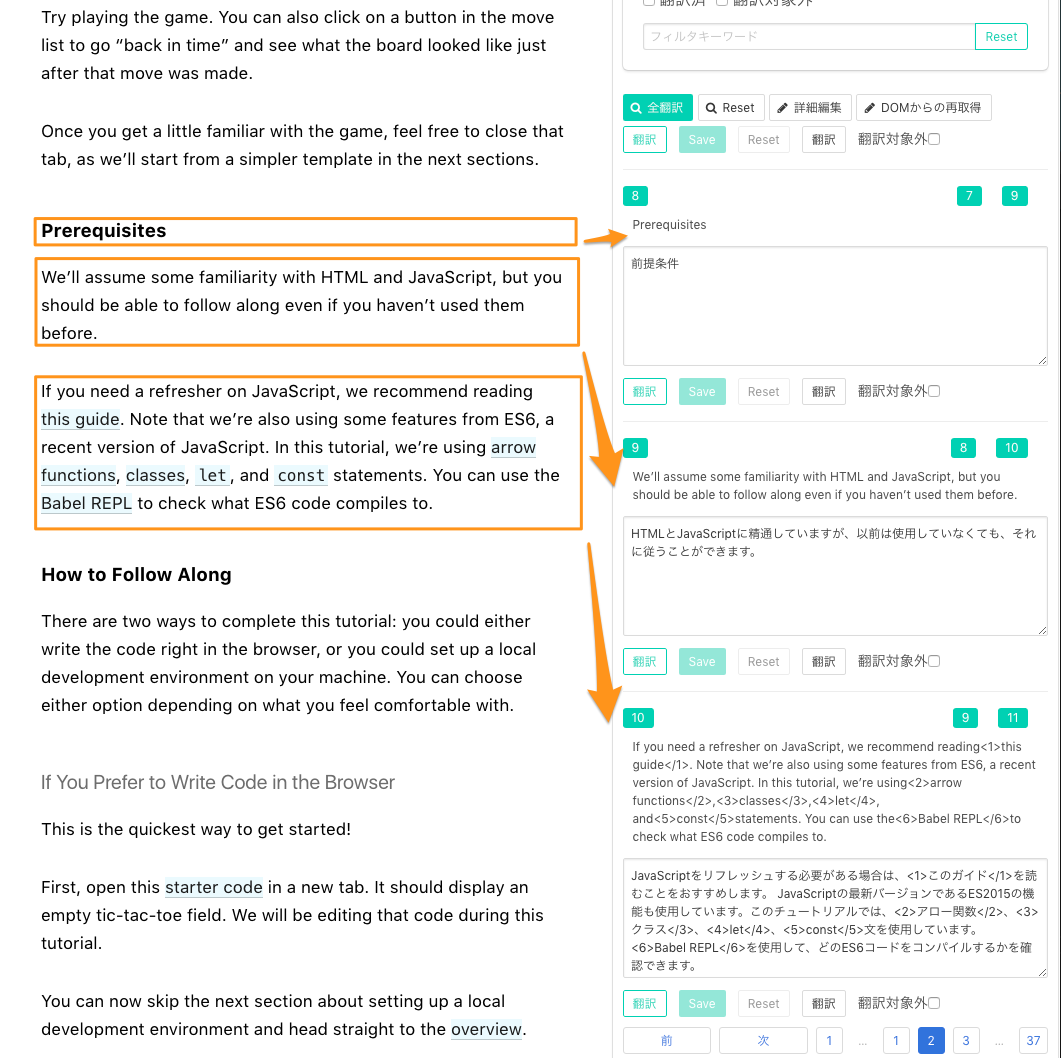 Try playing the game. You can also click on a button in the move
list to go “back in time” and see what the board looked like just
after that move was made.
Once you get a little familiar with the game, feel free to close that
tab, as we’ll start from a simpler template in the next sections.
Prerequisites
We’ll assume some familiarity with HTML and JavaScript, but you
should be able to follow along even if you haven’t used them
before.
If you need a refresher on JavaScript, we recommend reading
this guide. Note that we’re also using some features from ES6, a
recent version of JavaScript. In this tutorial, we’re using arrow
functions, classes, let, and const statements. You can use the
Babel REPL to check what ES6 code compiles to.
How to Follow Along
There are two ways to complete this tutorial: you could either
write the code right in the browser, or you could set up a local
development environment on your machine. You can choose
either option depending on what you feel comfortable with.
If You Prefer to Write Code in the Browser
This is the quickest way to get started!
First, open this starter code in a new tab. It should display an
empty tic-tac-toe field. We will be editing that code during this
tutorial.
You can now skip the next section about setting up a local
development environment and head straight to the overview.
翻訳済 翻訳対象外
フィルタキーワード Reset
全翻訳 Reset 詳細編集 DOMからの再取得
翻訳 Save Reset 翻訳 翻訳対象外
8 7 9
Prerequisites
前提条件
翻訳 Save Reset 翻訳 翻訳対象外
9 8 10
We’ll assume some familiarity with HTML and JavaScript, but you
should be able to follow along even if you haven’t used them before.
HTMLとJavaScriptに精通していますが、以前は使用していなくても、それ
に従うことができます。
翻訳 Save Reset 翻訳 翻訳対象外
10 9 11
If you need a refresher on JavaScript, we recommend reading<1>this
guide</1>. Note that we’re also using some features from ES6, a recent
version of JavaScript. In this tutorial, we’re using<2>arrow
functions</2>,<3>classes</3>,<4>let</4>,
and<5>const</5>statements. You can use the<6>Babel REPL</6>to
check what ES6 code compiles to.
JavaScriptをリフレッシュする必要がある場合は、<1>このガイド</1>を読
むことをおすすめします。 JavaScriptの最新バージョンであるES2015の機
能も使用しています。このチュートリアルでは、<2>アロー関数</2>、<3>
クラス</3>、<4>let</4>、<5>const</5>文を使用しています。
<6>Babel REPL</6>を使用して、どのES6コードをコンパイルするかを確
認できます。
翻訳 Save Reset 翻訳 翻訳対象外
前 次 1 … 1 2 3 … 37